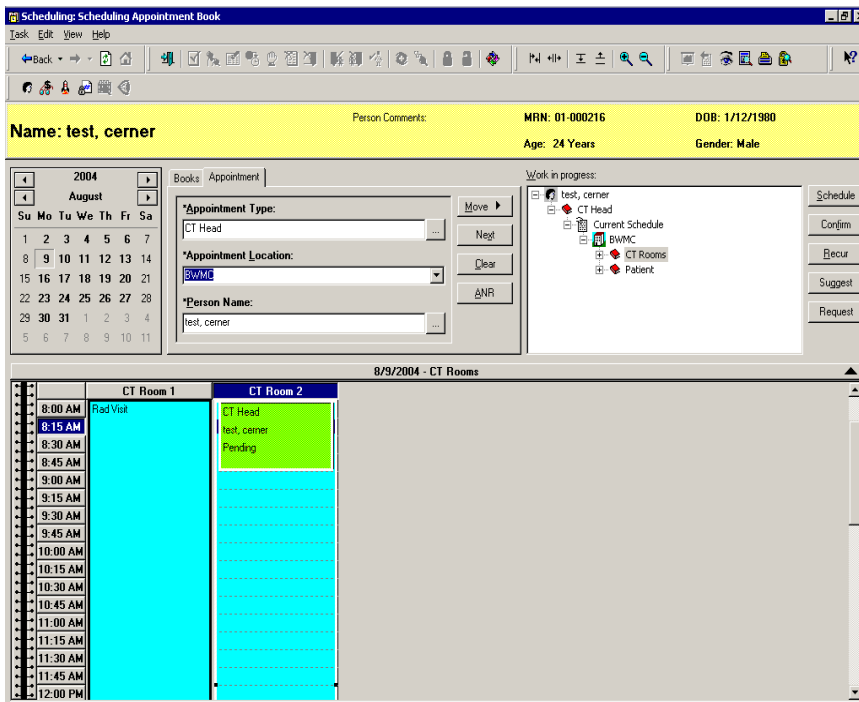 Scheduling: Scheduling Appointment Book
Task Edit View Help
Back
Name: test, cerner
Person Comments:
MRN: 01-000216
DOB: 1/12/1980
Age: 24 Years
Gender: Male
2004
August
Su Mo Tu We Th Fr Sa
1 2 3 4 5 6 7
8 9 10 11 12 13 14
15 16 17 18 19 20 21
22 23 24 25 26 27 28
29 30 31 1 2 3 4
5 6 7 8 9 10 11
Books Appointment
*Appointment Type:
CT Head
...
*Appointment Location:
BWMC
*Person Name:
test, cerner
...
Move
Next
Clear
ANR
Work in progress:
test, cerner
CT Head
Current Schedule
BWMC
CT Rooms
Patient
Schedule
Confirm
Recur
Suggest
Request
8/9/2004 - CT Rooms
CT Room 1 CT Room 2
8:00 AM Rad Visit CT Head
8:15 AM test, cerner
8:30 AM Pending
8:45 AM
9:00 AM
9:15 AM
9:30 AM
9:45 AM
10:00 AM
10:15 AM
10:30 AM
10:45 AM
11:00 AM
11:15 AM
11:30 AM
11:45 AM
12:00 PM